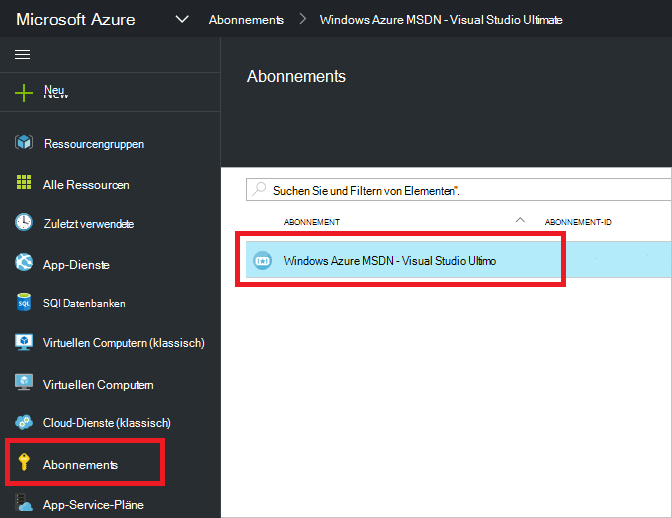 Microsoft Azure
Abonnements
Windows Azure MSDN - Visual Studio Ultimate
Neu
Abonnements
Ressourcengruppen
Alle Ressourcen
Suchen Sie und Filtern von Elementen".
Zuletzt verwendete
ABONNEMENT
ABONNEMENT-ID
App-Dienste
Windows Azure MSDN - Visual Studio Ultimo
SQL
SQl Datenbanken
Virtuellen Computern (klassisch)
Virtuellen Computern
Cloud-Dienste (klassisch)
Abonnements
App-Service-Pläne